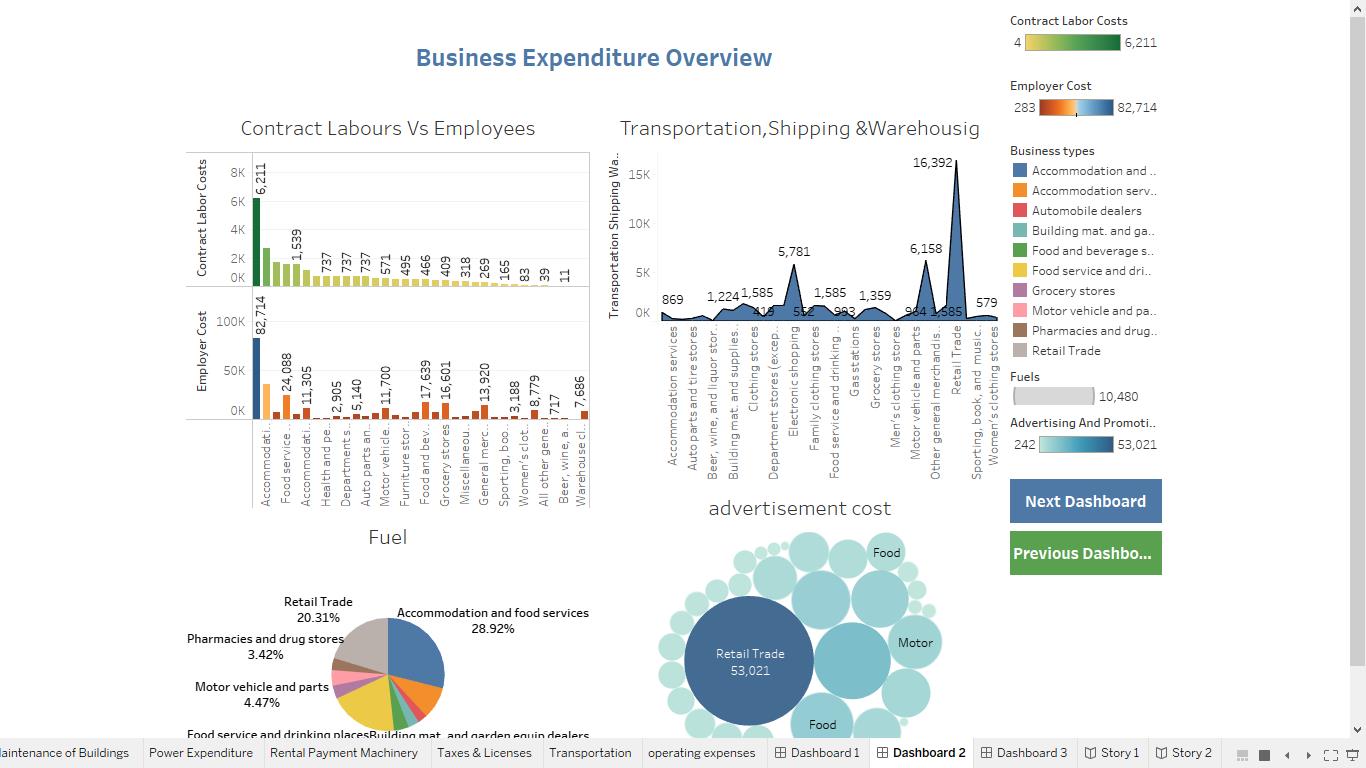 Business Expenditure Overview
Contract Labours Vs Employees
Contract Labor Costs
8K
6K
4K
2K
0K
6,211
1,539
737
737
737
571
495
466
409
318
269
165
83
39
11
Employer Cost
100K
50K
0K
82,714
24,088
11,305
2,905
5,140
11,700
17,639
16,601
13,920
3,188
8,779
717
7,686
Accommodati..
Food service ..
Accommodati..
Health and pe..
Department s..
Auto parts an..
Motor vehicle..
Furniture stor..
Food and bev..
Grocery stores
Miscellaneou..
General merc..
Sporting, boo..
Women's clot..
All other gene..
Beer, wine, a..
Warehouse cl..
Transportation,Shipping &Warehousig
Transportation Shipping Wa..
15K
10K
5K
0K
869
1,224
1,585
419
5,781
552
1,585
993
1,359
964
6,158
1,585
16,392
579
Accommodation services
Auto parts and tire stores
Beer, wine, and liquor stor..
Building mat. and supplies..
Clothing stores
Department stores (excep..
Electronic shopping
Family clothing stores
Food service and drinking ..
Gas stations
Grocery stores
Men's clothing stores
Motor vehicle and parts
Other general merchandis..
Retail Trade
Sporting, book, and music..
Women's clothing stores
Fuel
Retail Trade
20.31%
Accommodation and food services
28.92%
Pharmacies and drug stores
3.42%
Motor vehicle and parts
4.47%
Food service and drinking places
Building mat. and garden equip dealers
advertisement cost
Food
Motor
Retail Trade
53,021
Food
Contract Labor Costs
4 6,211
Employer Cost
283 82,714
Business types
Accommodation and ..
Accommodation serv..
Automobile dealers
Building mat. and ga..
Food and beverage s..
Food service and dri..
Grocery stores
Motor vehicle and pa..
Pharmacies and drug..
Retail Trade
Fuels
10,480
Advertising And Promoti..
242 53,021
Next Dashboard
Previous Dashbo...
aintenance of Buildings
Power Expenditure
Rental Payment Machinery
Taxes & Licenses
Transportation
operating expenses
Dashboard 1
Dashboard 2
Dashboard 3
Story 1
Story 2